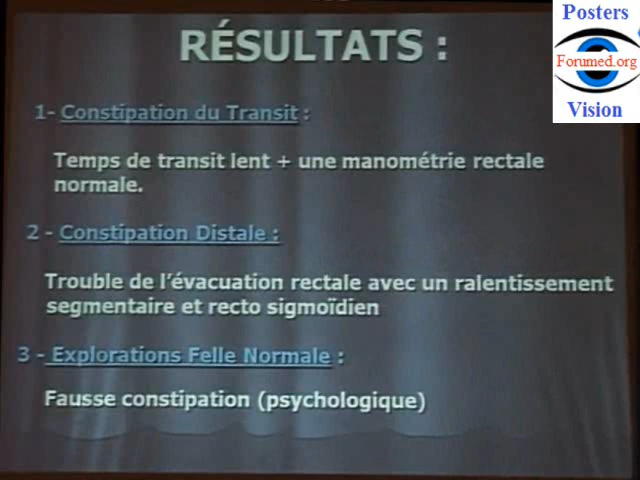 Posters
Forumed.org
Vision
RÉSULTATS :
1- Constipation du Transit :
Temps de transit lent + une manométrie rectale
normale.
2 - Constipation Distale :
Trouble de l'évacuation rectale avec un ralentissement
segmentaire et recto sigmoïdien
3 - Explorations Felle Normale :
Fausse constipation (psychologique)